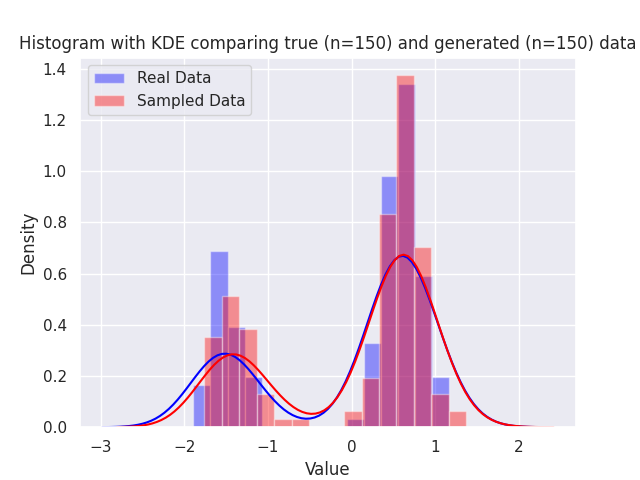 Histogram with KDE comparing true (n=150) and generated (n=150) data
Real Data
Sampled Data
Density
1.4
1.2
1.0
0.8
0.6
0.4
0.2
0.0
−3 −2 −1 0 1 2
Value